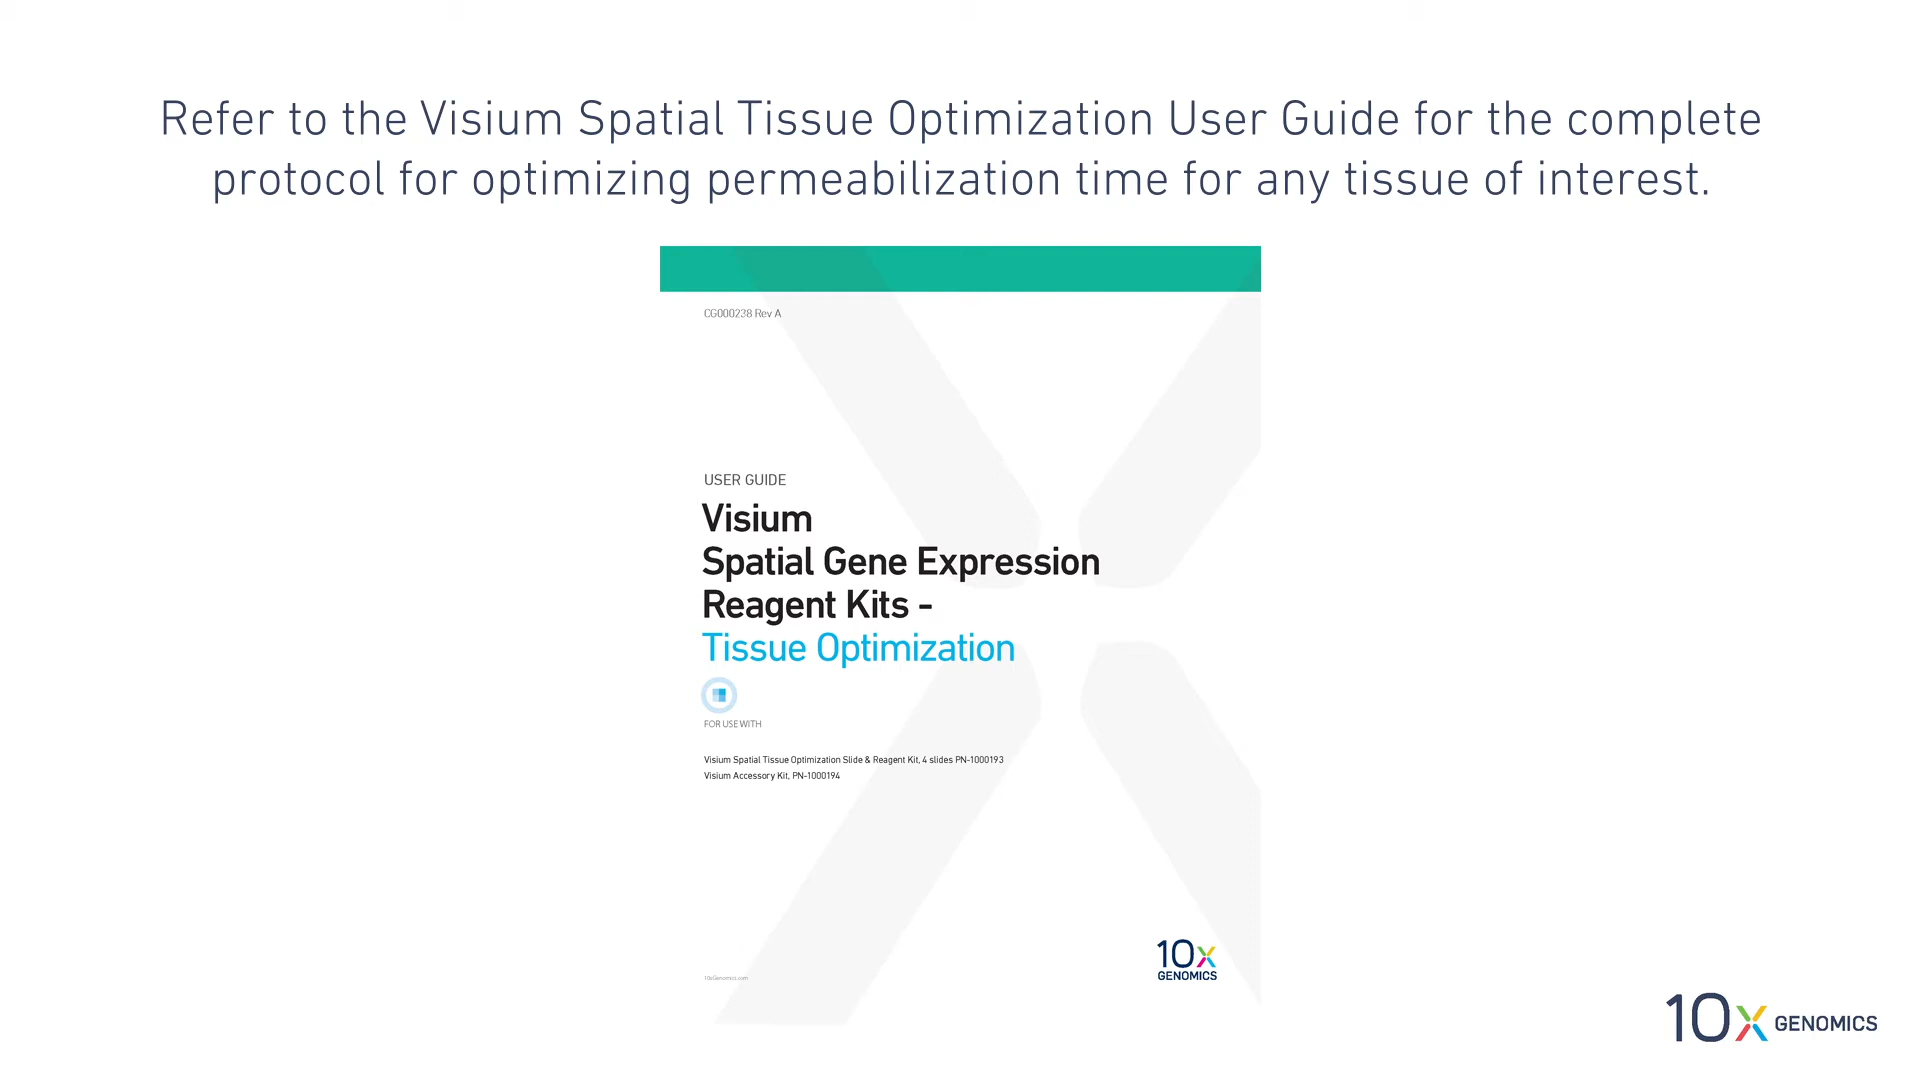 Refer to the Visium Spatial Tissue Optimization User Guide for the complete
protocol for optimizing permeabilization time for any tissue of interest.
CG000238 Rev A
USER GUIDE
Visium
Spatial Gene Expression
Reagent Kits -
Tissue Optimization
FOR USE WITH
Visium Spatial Tissue Optimization Slide & Reagent Kit, 4 slides PN-1000193
Visium Accessory Kit, PN-1000194
10xGenomics.com
10x
GENOMICS
10x GENOMICS